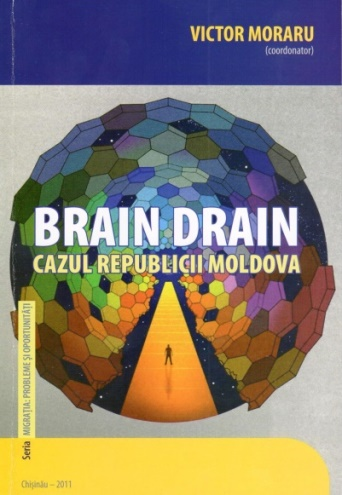 VICTOR MORARU
(coordonator)
BRAIN DRAIN
CAZUL REPUBLICII MOLDOVA
Seria MIGRAȚIA: PROBLEME ȘI OPORTUNITĂȚI
Chișinău – 2011